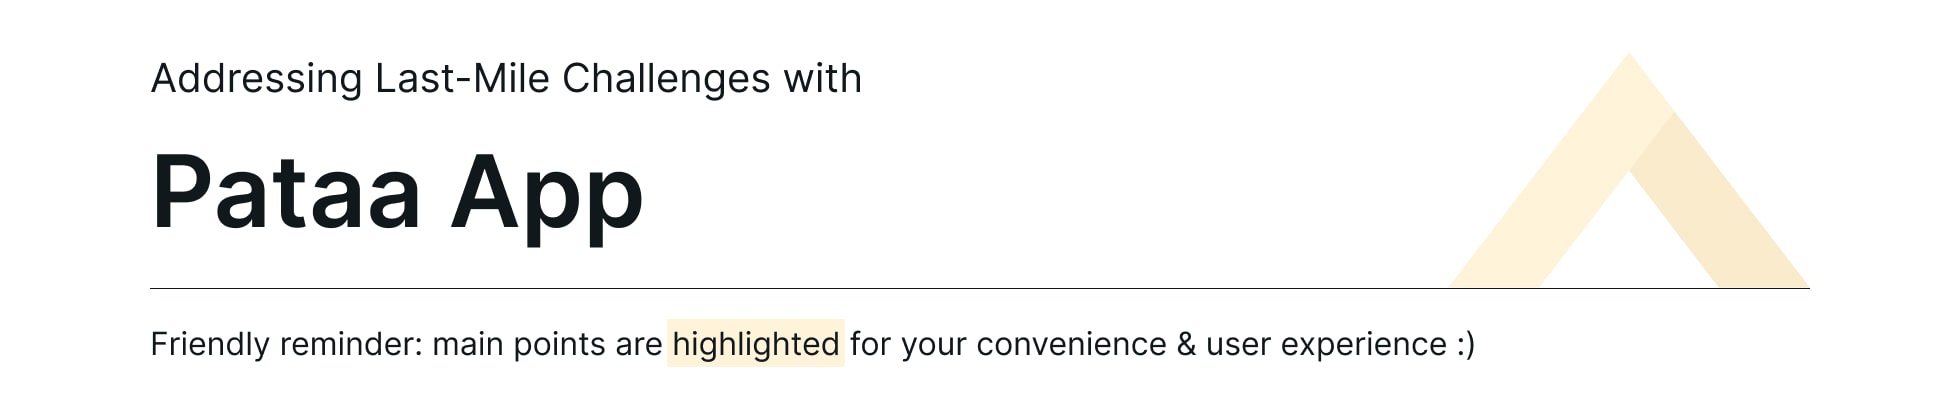 Addressing Last-Mile Challenges with
Pataa App
Friendly reminder: main points are highlighted for your convenience & user experience :)